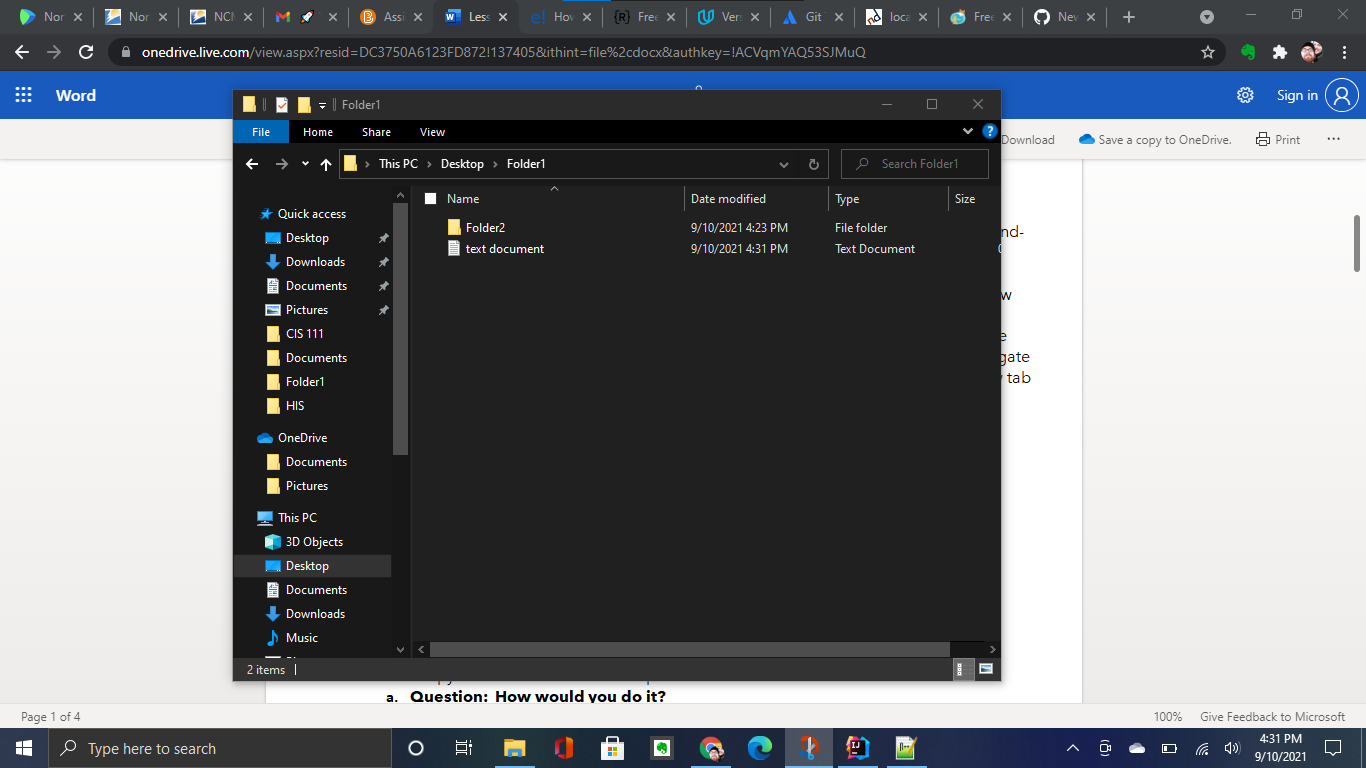 Nor
Nor
NCN
Assi
Less
How
Free
Vers
Git
loca
Free
New
onedrive.live.com/view.aspx?resid=DC3750A6123FD872!137405&ithint=file%2cdocx&authkey=!ACVqmYAQ53SJMuQ
Word
Sign in
Folder1
File Home Share View
Download Save a copy to OneDrive. Print
This PC Desktop Folder1
Search Folder1
Name Date modified Type Size
Quick access
Desktop
Downloads
Documents
Pictures
CIS 111
Documents
Folder1
HIS
OneDrive
Documents
Pictures
This PC
3D Objects
Desktop
Documents
Downloads
Music
Folder2 9/10/2021 4:23 PM File folder
text document 9/10/2021 4:31 PM Text Document
nd-
w
e
gate
tab
2 items
a. Question: How would you do it?
Page 1 of 4
100% Give Feedback to Microsoft
Type here to search
4:31 PM
9/10/2021